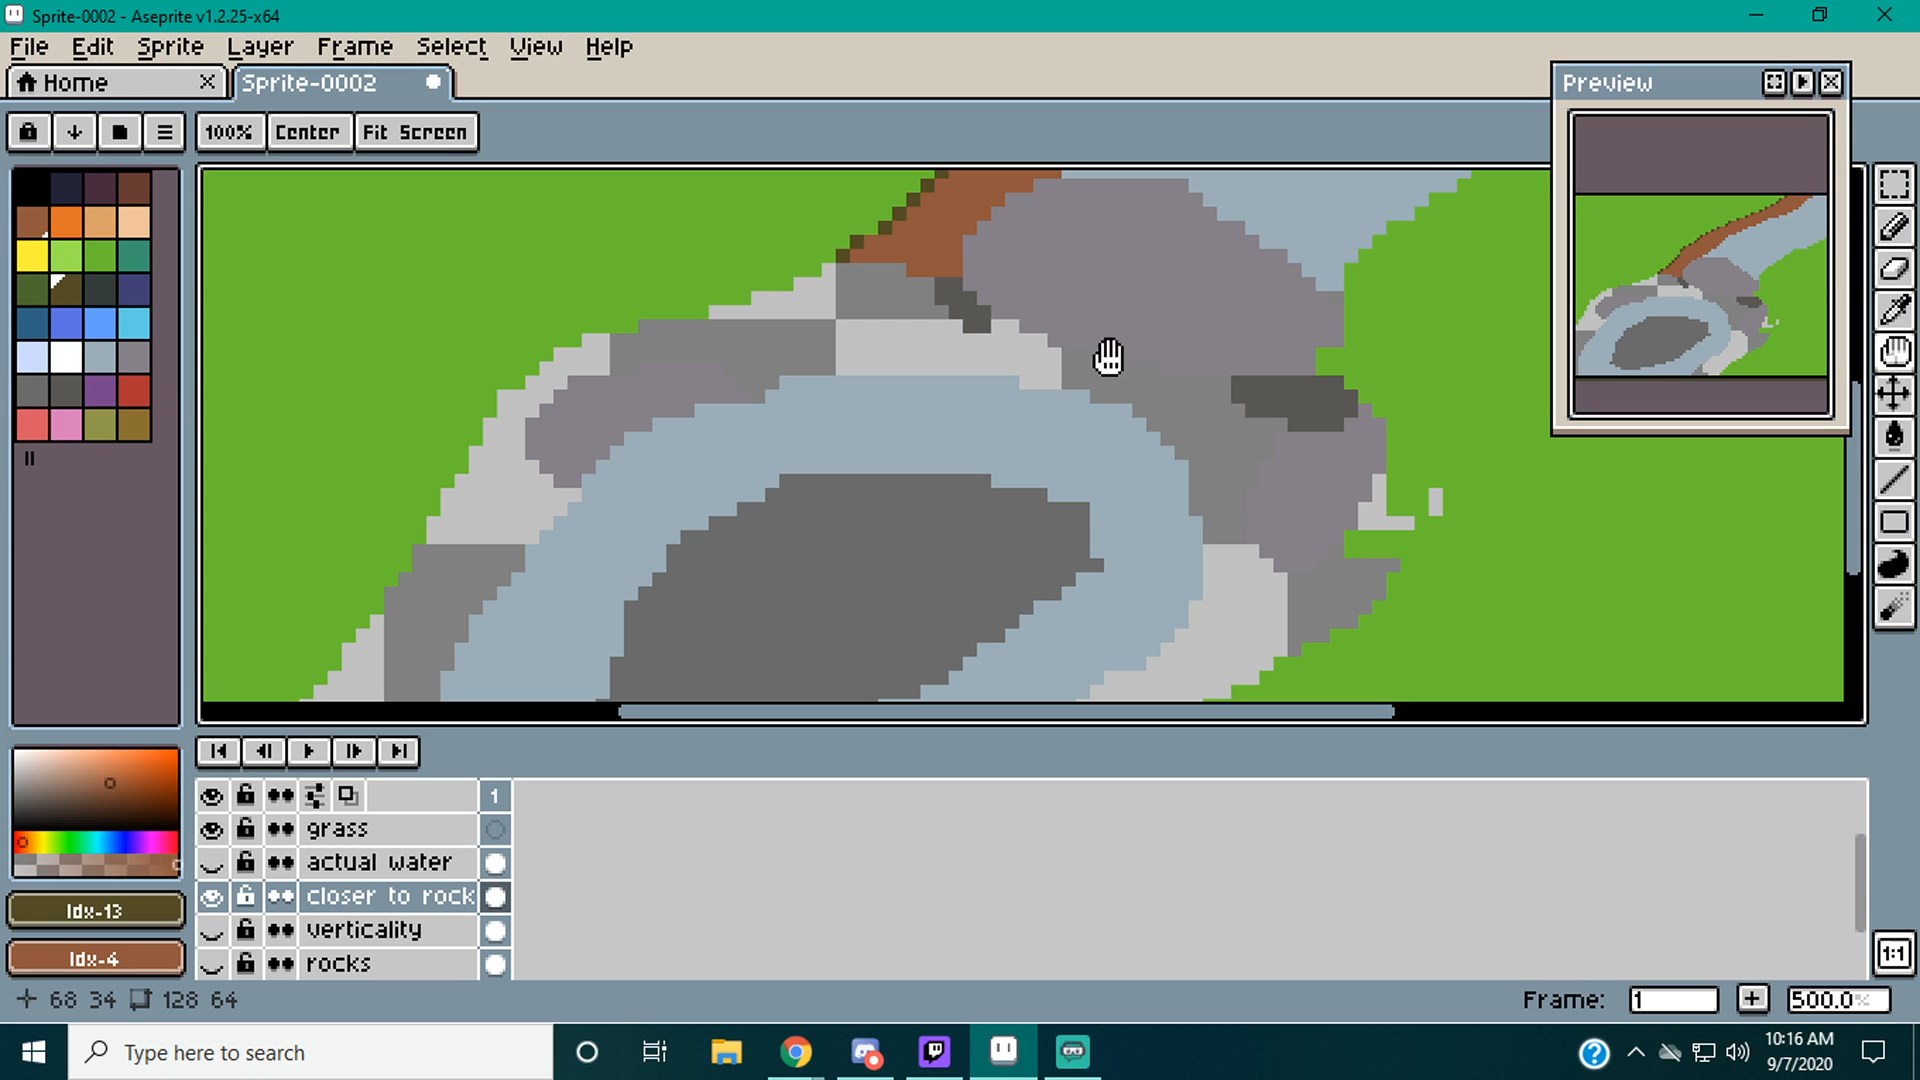 Sprite-0002 - Aseprite v1.2.25-x64
File Edit Sprite Layer Frame Select View Help
Home Sprite-0002
Preview
100% Center Fit Screen
1
grass
actual water
closer to rock
verticality
rocks
Idx-13
Idx-4
68 34 128 64
Frame: 1 500.0%
1:1
Type here to search
10:16 AM
9/7/2020